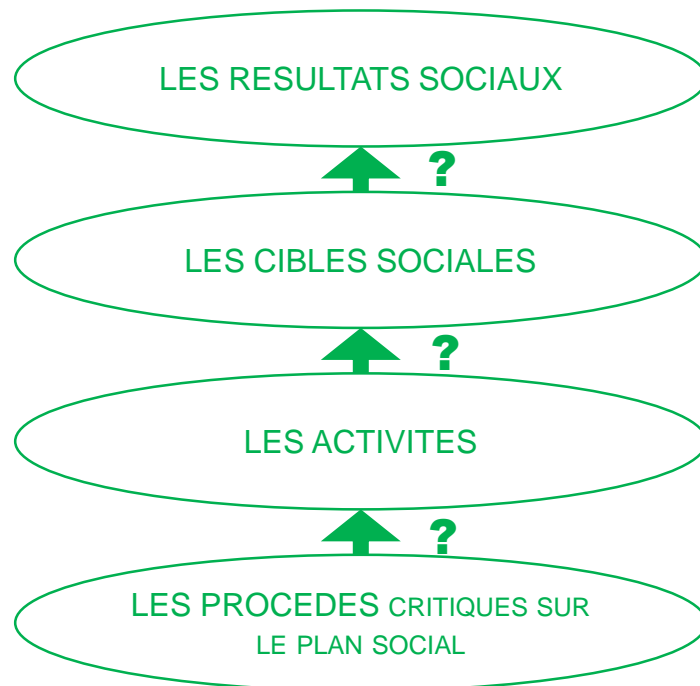 LES RESULTATS SOCIAUX
?
LES CIBLES SOCIALES
?
LES ACTIVITES
?
LES PROCEDES CRITIQUES SUR
LE PLAN SOCIAL